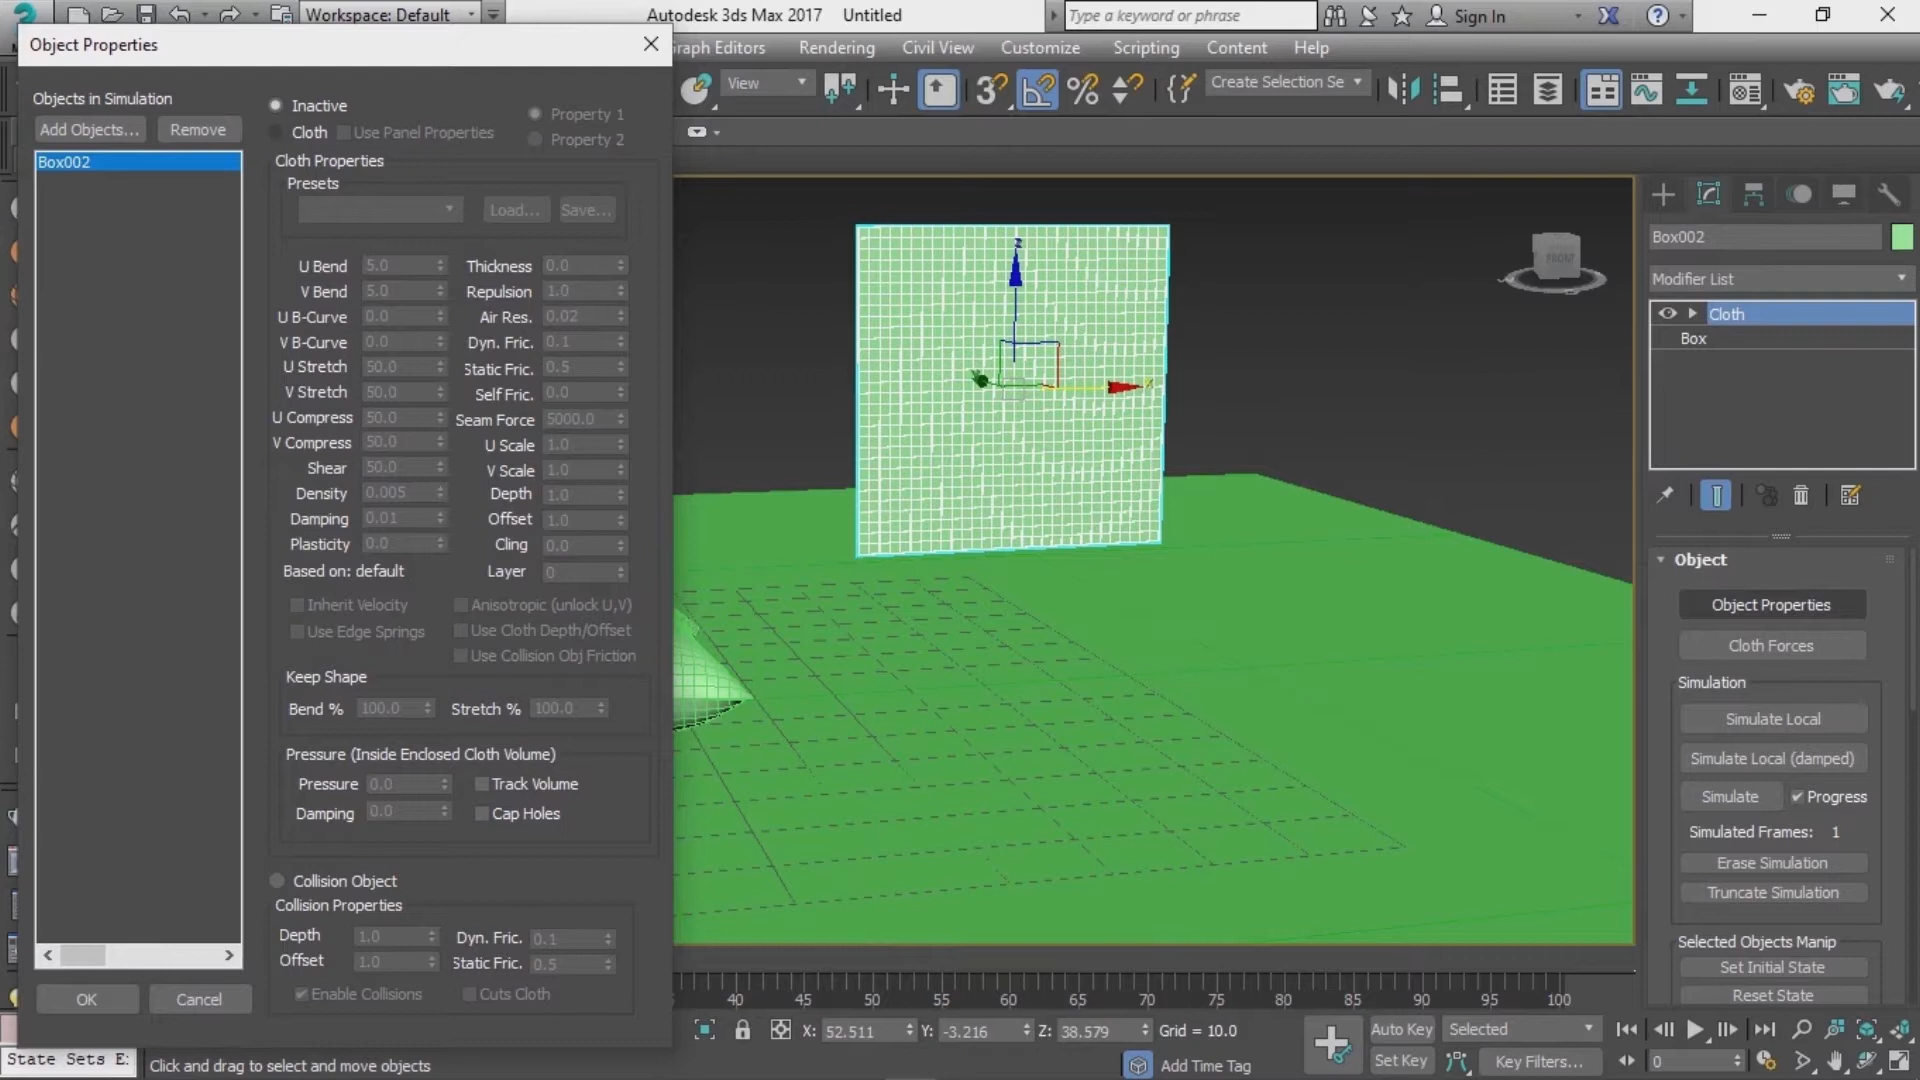 Workspace: Default
Autodesk 3ds Max 2017 Untitled
Type a keyword or phrase
Sign In
Object Properties
raph Editors Rendering Civil View Customize Scripting Content Help
View
Create Selection Se
Objects in Simulation
Add Objects... Remove
Box002
Inactive
Cloth Use Panel Properties
Property 1
Property 2
Cloth Properties
Presets
Load... Save...
U Bend 5.0 Thickness 0.0
V Bend 5.0 Repulsion 1.0
U B-Curve 0.0 Air Res. 0.02
V B-Curve 0.0 Dyn. Fric. 0.1
U Stretch 50.0 Static Fric. 0.5
V Stretch 50.0 Self Fric. 0.0
U Compress 50.0 Seam Force 5000.0
V Compress 50.0 U Scale 1.0
Shear 50.0 V Scale 1.0
Density 0.005 Depth 1.0
Damping 0.01 Offset 1.0
Plasticity 0.0 Cling 0.0
Based on: default Layer 0
Inherit Velocity Anisotropic (unlock U,V)
Use Edge Springs Use Cloth Depth/Offset
Use Collision Obj Friction
Keep Shape
Bend % 100.0 Stretch % 100.0
Pressure (Inside Enclosed Cloth Volume)
Pressure 0.0 Track Volume
Damping 0.0 Cap Holes
Collision Object
Collision Properties
Depth 1.0 Dyn. Fric. 0.1
Offset 1.0 Static Fric. 0.5
Enable Collisions Cuts Cloth
OK Cancel
FRONT
z
Box002
Modifier List
Cloth
Box
Object
Object Properties
Cloth Forces
Simulation
Simulate Local
Simulate Local (damped)
Simulate Progress
Simulated Frames: 1
Erase Simulation
Truncate Simulation
Selected Objects Manip
Set Initial State
Reset State
40 45 50 55 60 65 70 75 80 85 90 95 100
X: 52.511 Y: -3.216 Z: 38.579 Grid = 10.0
Auto Key Selected
State Sets E:
Click and drag to select and move objects
Add Time Tag
Set Key Key Filters...
0